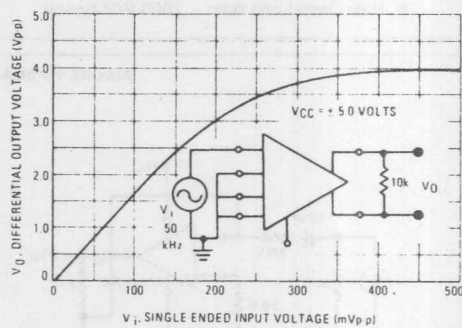 V₀, DIFFERENTIAL OUTPUT VOLTAGE (Vp·p)
5.0
4.0
3.0
2.0
1.0
0
VCC = ± 5.0 VOLTS
Vi
50
kHz
10k
V₀
0 100 200 300 400 500
Vi, SINGLE ENDED INPUT VOLTAGE (mVp·p)